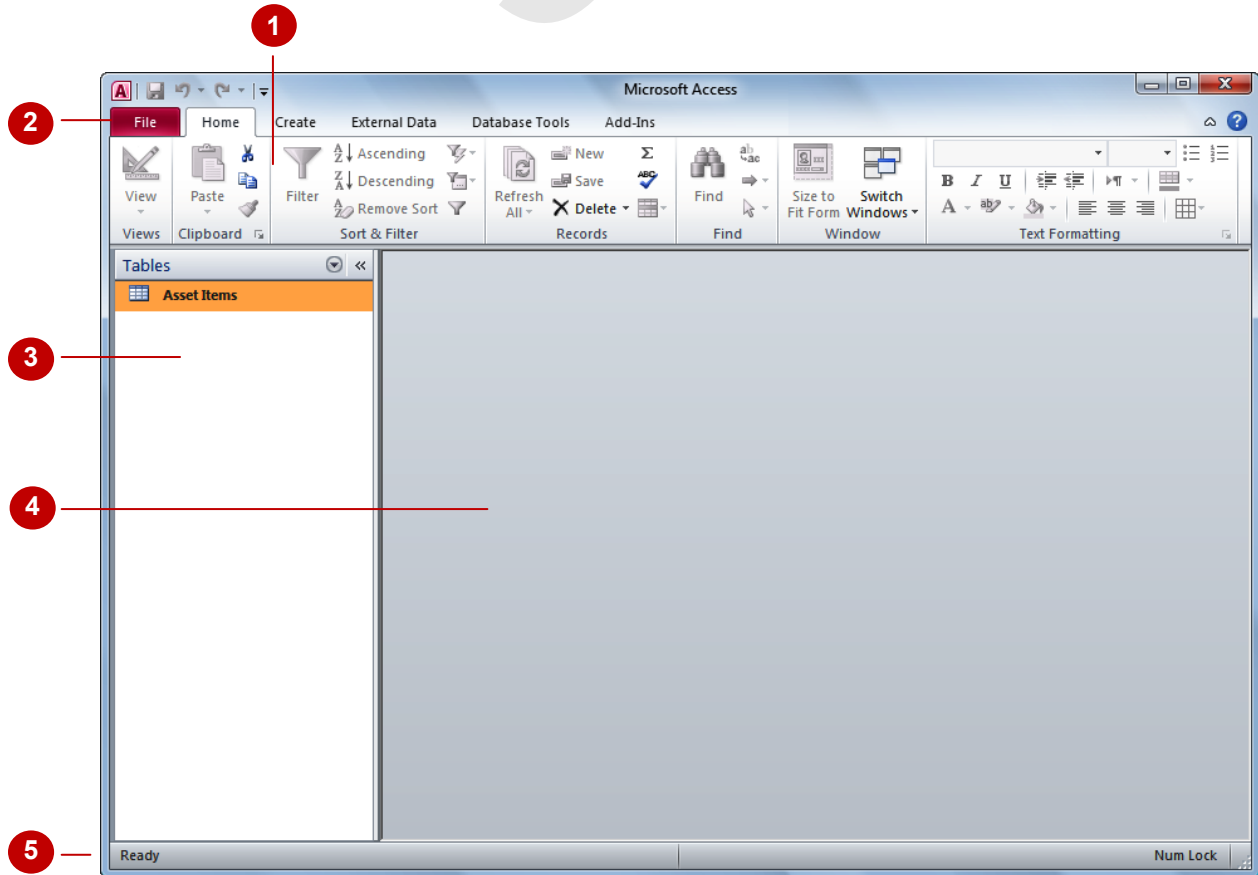 1
Microsoft Access
2
File Home Create External Data Database Tools Add-Ins
Ascending New Σ
View Paste Filter Descending Refresh All Save ABC Find Size to Fit Form Switch Windows B I U
Remove Sort Delete A ab
Views Clipboard Sort & Filter Records Find Window Text Formatting
Tables
Asset Items
3
4
5
Ready Num Lock